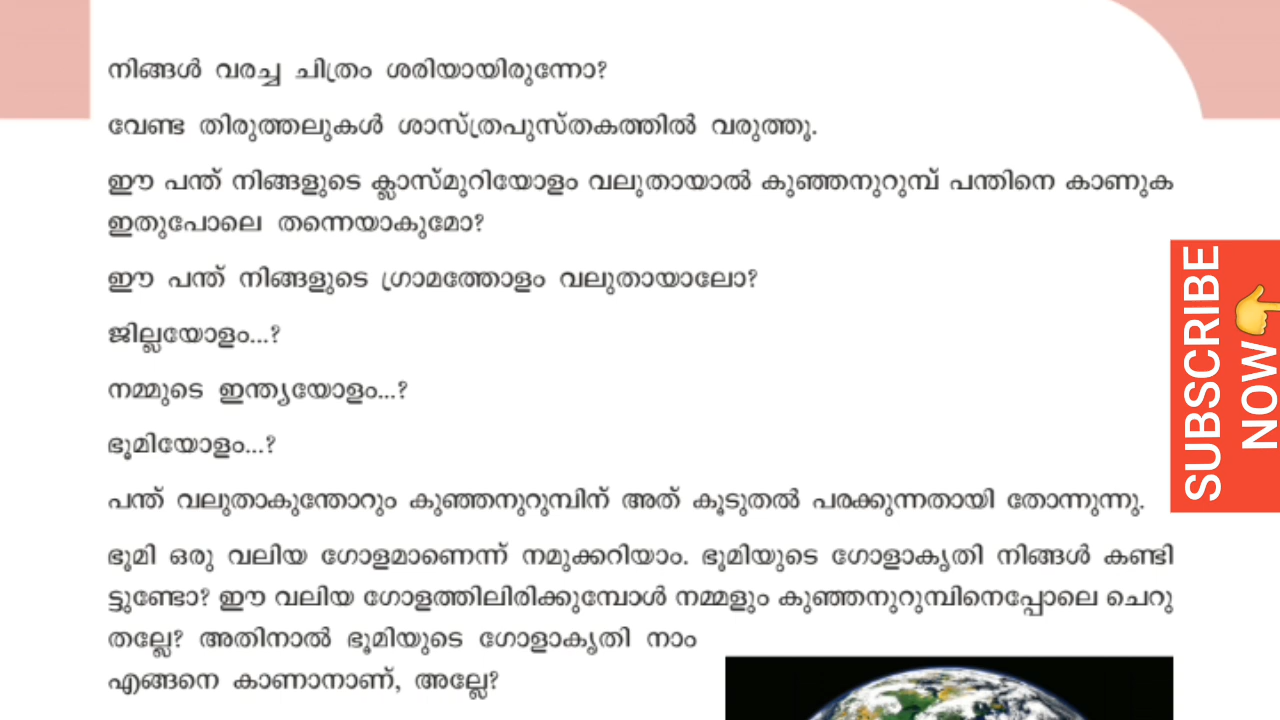 നിങ്ങൾ വരച്ച ചിത്രം ശരിയായിരുന്നോ?
വേണ്ട തിരുത്തലുകൾ ശാസ്ത്രപുസ്തകത്തിൽ വരുത്തൂ.
ഈ പന്ത് നിങ്ങളുടെ ക്ലാസ്മുറിയോളം വലുതായാൽ കുഞ്ഞനുറുമ്പ് പന്തിനെ കാണുക
ഇതുപോലെ തന്നെയാകുമോ?
ഈ പന്ത് നിങ്ങളുടെ ഗ്രാമത്തോളം വലുതായാലോ?
ജില്ലയോളം...?
നമ്മുടെ ഇന്ത്യയോളം...?
ഭൂമിയോളം...?
പന്ത് വലുതാകുന്തോറും കുഞ്ഞനുറുമ്പിന് അത് കൂടുതൽ പരക്കുന്നതായി തോന്നുന്നു.
ഭൂമി ഒരു വലിയ ഗോളമാണെന്ന് നമുക്കറിയാം. ഭൂമിയുടെ ഗോളാകൃതി നിങ്ങൾ കണ്ടി
ട്ടുണ്ടോ? ഈ വലിയ ഗോളത്തിലിരിക്കുമ്പോൾ നമ്മളും കുഞ്ഞനുറുമ്പിനെപ്പോലെ ചെറു
തല്ലേ? അതിനാൽ ഭൂമിയുടെ ഗോളാകൃതി നാം
എങ്ങനെ കാണാനാണ്, അല്ലേ?
SUBSCRIBE
NOW